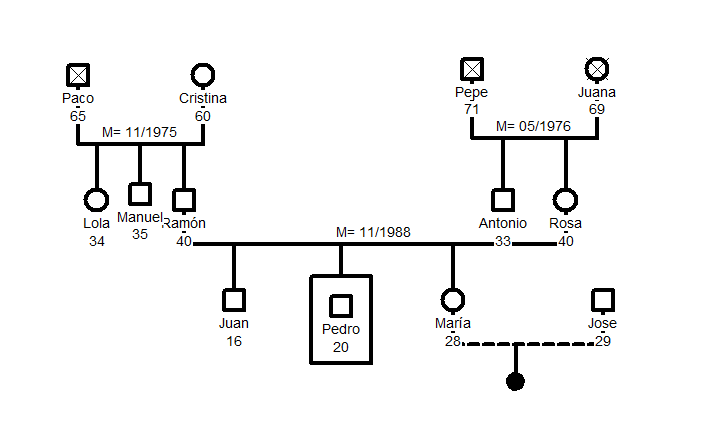 Paco
65
Cristina
60
Pepe
71
Juana
69
M= 11/1975
M= 05/1976
Lola
34
Manuel
35
Ramón
40
Antonio
33
Rosa
40
M= 11/1988
Juan
16
Pedro
20
María
28
Jose
29